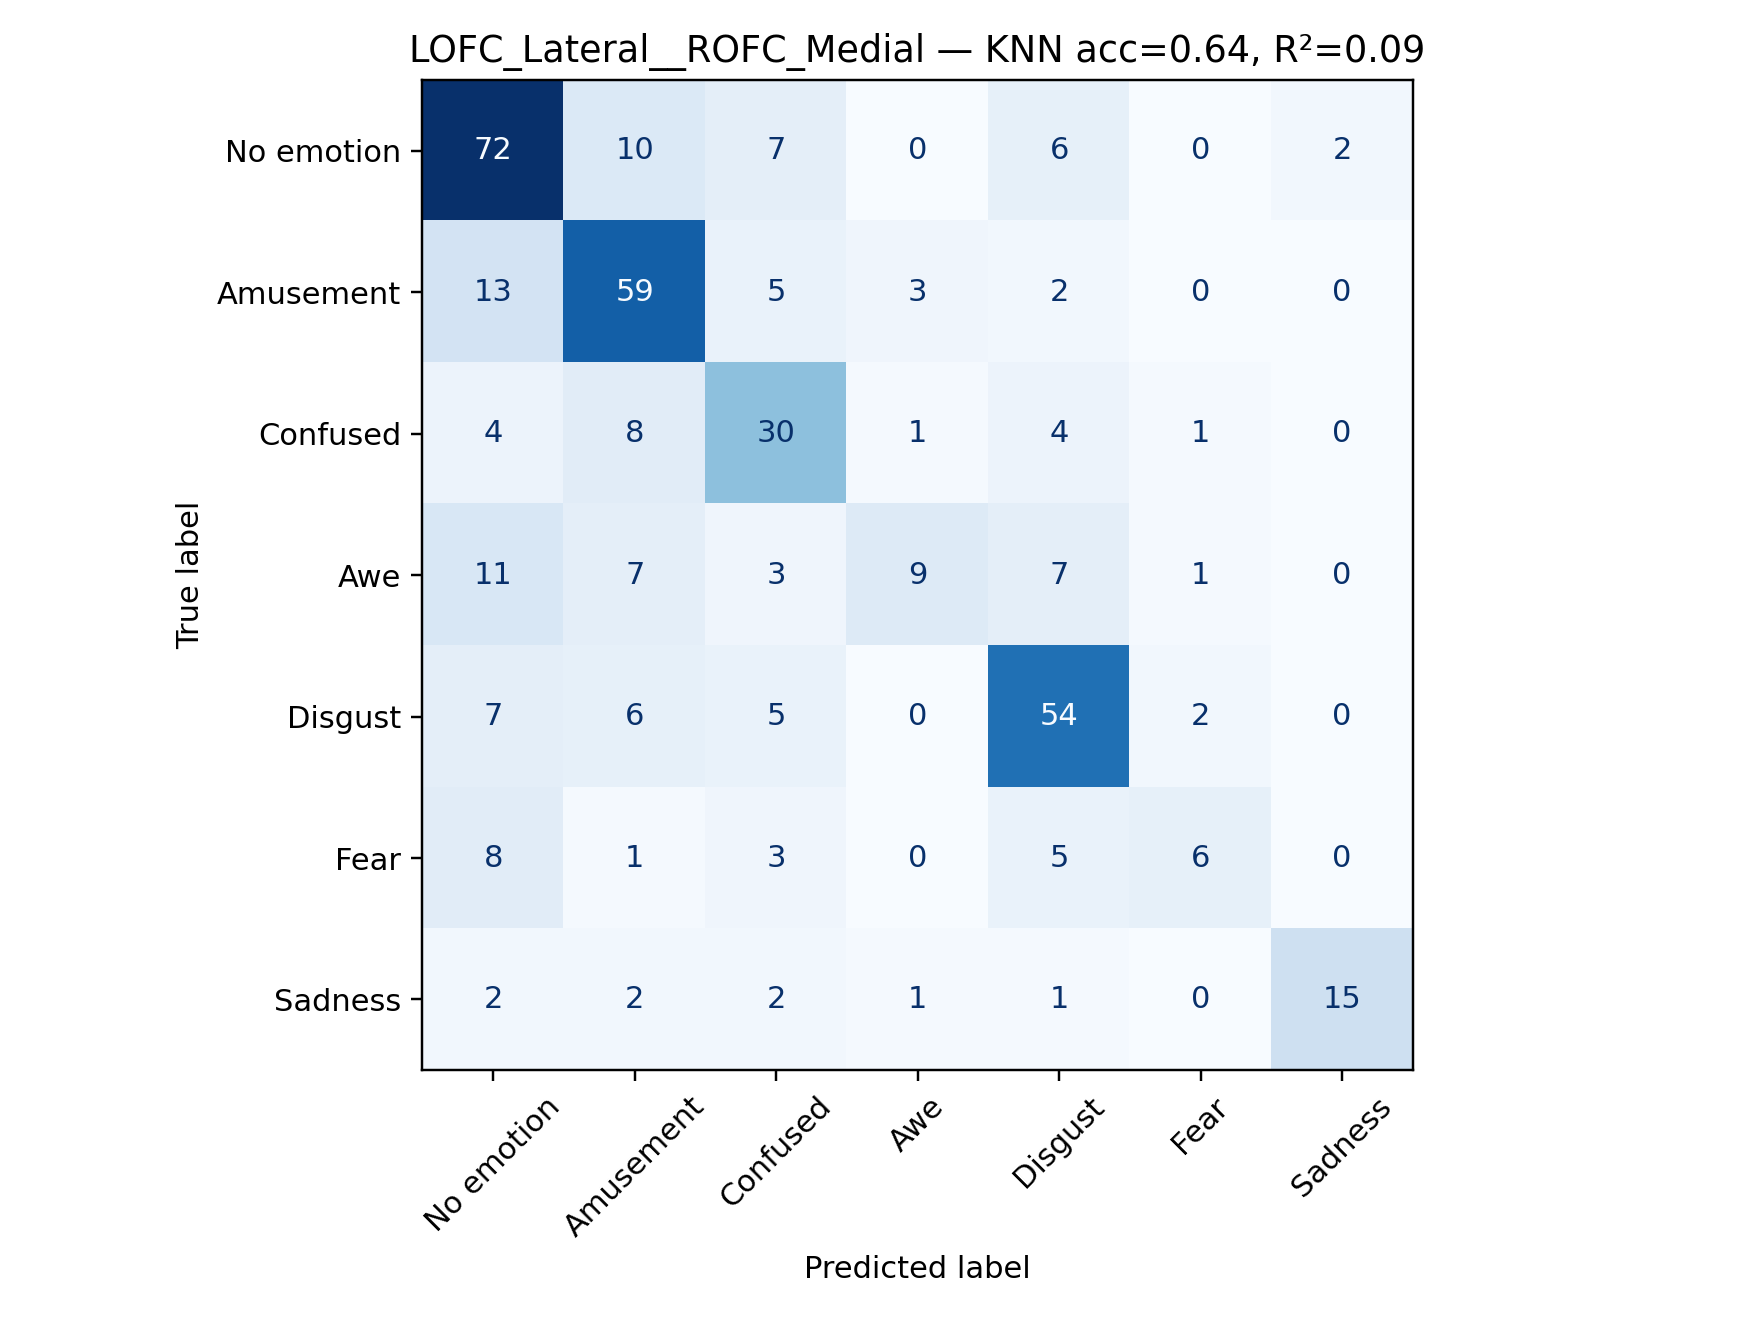 LOFC_Lateral__ROFC_Medial — KNN acc=0.64, R²=0.09
No emotion 72 10 7 0 6 0 2
Amusement 13 59 5 3 2 0 0
Confused 4 8 30 1 4 1 0
Awe 11 7 3 9 7 1 0
Disgust 7 6 5 0 54 2 0
Fear 8 1 3 0 5 6 0
Sadness 2 2 2 1 1 0 15
True label
No emotion Amusement Confused Awe Disgust Fear Sadness
Predicted label